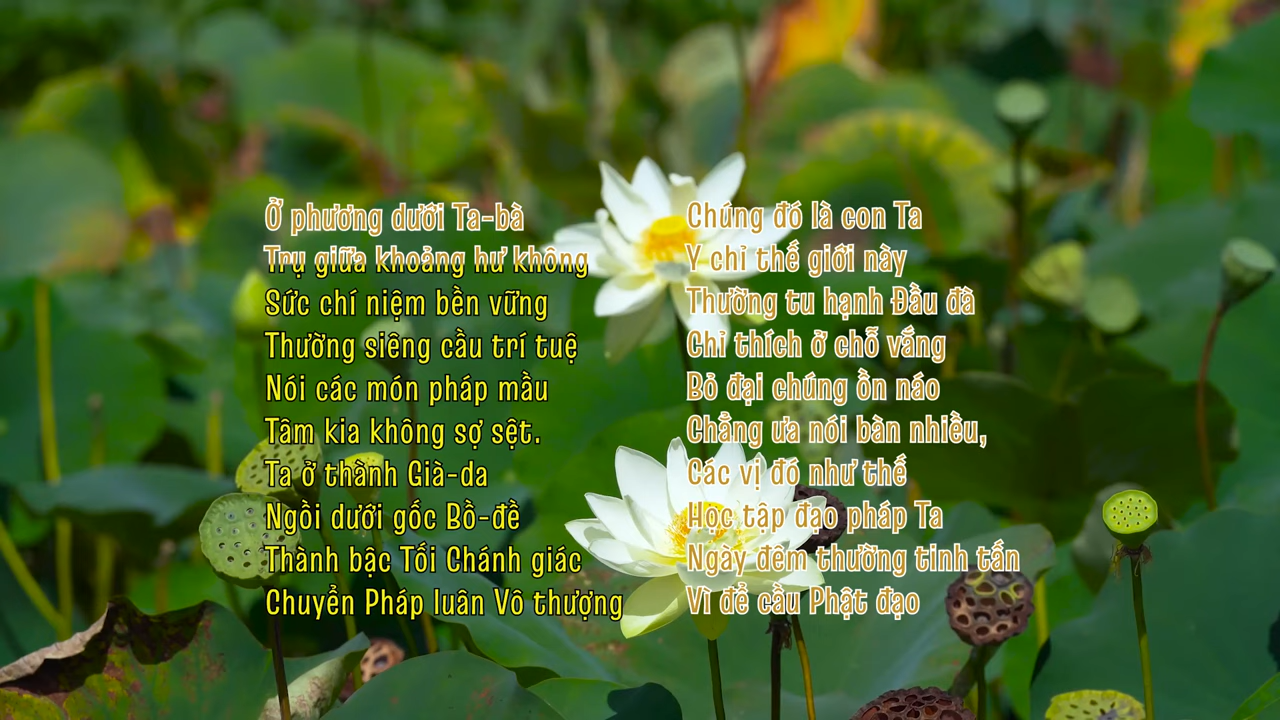 Ở phương dưới Ta-bà
Trụ giữa khoảng hư không
Sức chí niệm bền vững
Thường siêng cầu trí tuệ
Nói các món pháp mầu
Tâm kia không sợ sệt.
Ta ở thành Già-da
Ngồi dưới gốc Bồ-đề
Thành bậc Tối Chánh giác
Chuyển Pháp luân Vô thượng
Chúng đó là con Ta
Y chỉ thế giới này
Thường tu hạnh Đầu đà
Chỉ thích ở chỗ vắng
Bỏ đại chúng ồn náo
Chẳng ưa nói bàn nhiều,
Các vị đó như thế
Học tập đạo pháp Ta
Ngày đêm thường tinh tấn
Vì để cầu Phật đạo